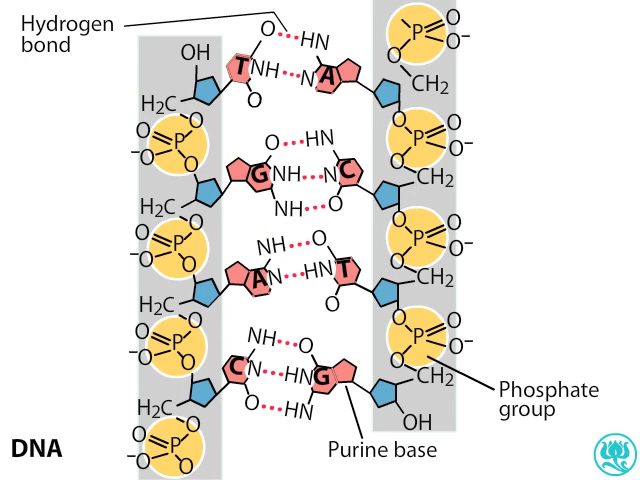 Hydrogen
bond
O
HN
P
O
O⁻
O
CH2
OH
T
NH
N
A
O
H2C
O
O
P
⁻O
O
O
P
O
O⁻
O
CH2
O
HN
G
NH
N
C
NH
O
H2C
O
O
P
⁻O
O
O
P
O
O⁻
O
CH2
NH
O
A
N
HN
T
O
H2C
O
O
P
⁻O
O
O
P
O
O⁻
O
CH2
NH
O
C
N
HN
G
O
HN
H2C
O
O
P
⁻O
O
OH
Phosphate
group
Purine base
DNA